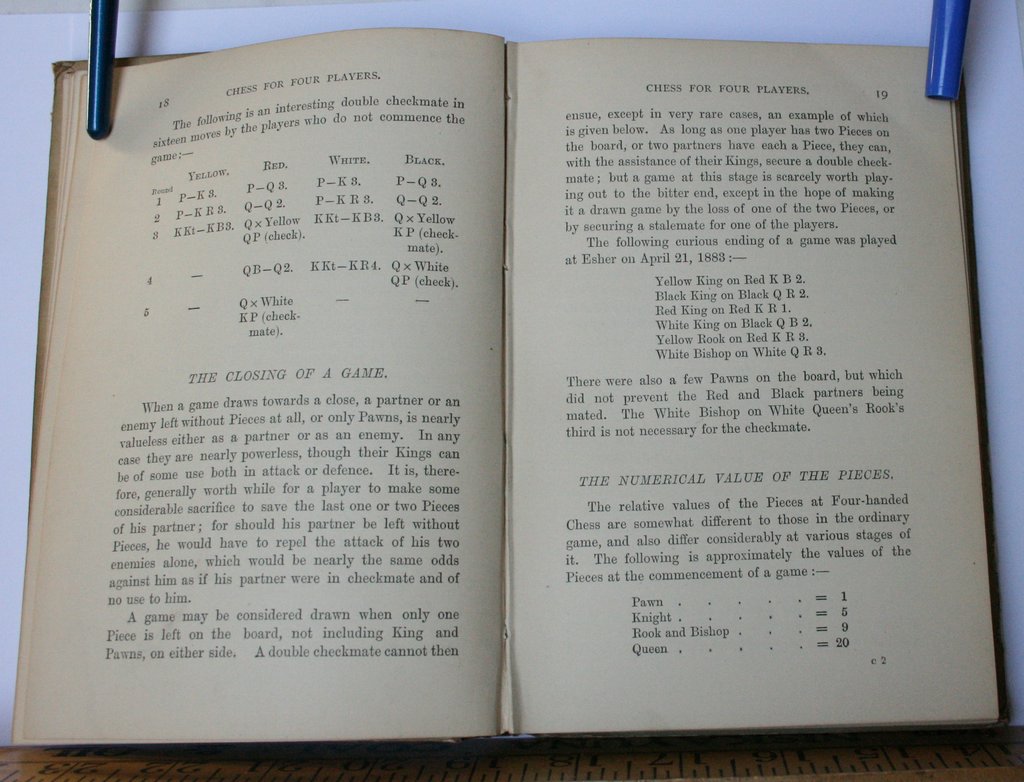 18
CHESS FOR FOUR PLAYERS.
The following is an interesting double checkmate in
sixteen moves by the players who do not commence the
game:—
YELLOW. RED. WHITE. BLACK.
Round
1 P—K 3. P—Q 3. P—K 3. P—Q 3.
2 P—K R 3. Q—Q 2. P—K R 3. Q—Q 2.
3 KKt—KB3. Q × Yellow KKt—KB3. Q × Yellow
QP (check). KP (check-
mate).
4 — QB—Q2. KKt—KR4. Q × White
QP (check).
5 — Q × White — —
KP (check-
mate).
THE CLOSING OF A GAME.
When a game draws towards a close, a partner or an
enemy left without Pieces at all, or only Pawns, is nearly
valueless either as a partner or as an enemy. In any
case they are nearly powerless, though their Kings can
be of some use both in attack or defence. It is, there-
fore, generally worth while for a player to make some
considerable sacrifice to save the last one or two Pieces
of his partner; for should his partner be left without
Pieces, he would have to repel the attack of his two
enemies alone, which would be nearly the same odds
against him as if his partner were in checkmate and of
no use to him.
A game may be considered drawn when only one
Piece is left on the board, not including King and
Pawns, on either side. A double checkmate cannot then
CHESS FOR FOUR PLAYERS.
19
ensue, except in very rare cases, an example of which
is given below. As long as one player has two Pieces on
the board, or two partners have each a Piece, they can,
with the assistance of their Kings, secure a double check-
mate; but a game at this stage is scarcely worth play-
ing out to the bitter end, except in the hope of making
it a drawn game by the loss of one of the two Pieces, or
by securing a stalemate for one of the players.
The following curious ending of a game was played
at Esher on April 21, 1883:—
Yellow King on Red K B 2.
Black King on Black Q R 2.
Red King on Red K R 1.
White King on Black Q B 2.
Yellow Rook on Red K R 3.
White Bishop on White Q R 3.
There were also a few Pawns on the board, but which
did not prevent the Red and Black partners being
mated. The White Bishop on White Queen's Rook's
third is not necessary for the checkmate.
THE NUMERICAL VALUE OF THE PIECES.
The relative values of the Pieces at Four-handed
Chess are somewhat different to those in the ordinary
game, and also differ considerably at various stages of
it. The following is approximately the values of the
Pieces at the commencement of a game:—
Pawn . . . . . = 1
Knight . . . . . = 5
Rook and Bishop . . . = 9
Queen . . . . . = 20
c 2